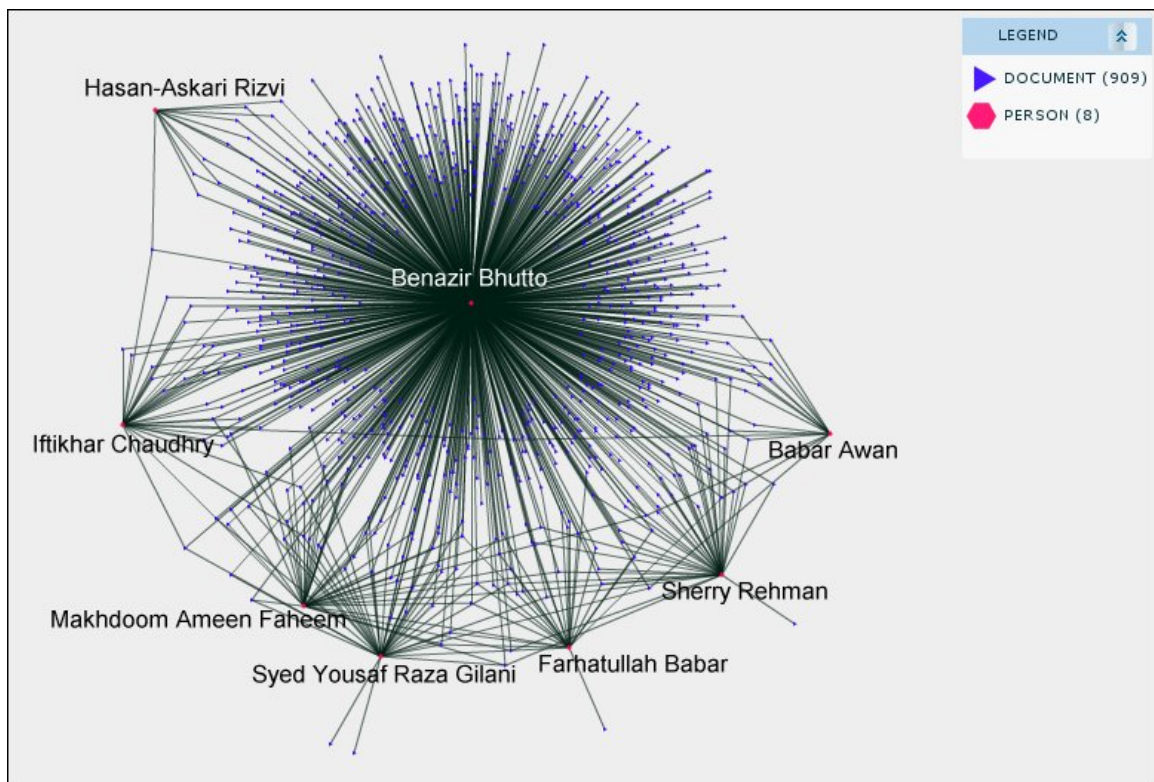 LEGEND
DOCUMENT (909)
PERSON (8)
Hasan-Askari Rizvi
Benazir Bhutto
Iftikhar Chaudhry
Babar Awan
Sherry Rehman
Makhdoom Ameen Faheem
Farhatullah Babar
Syed Yousaf Raza Gilani